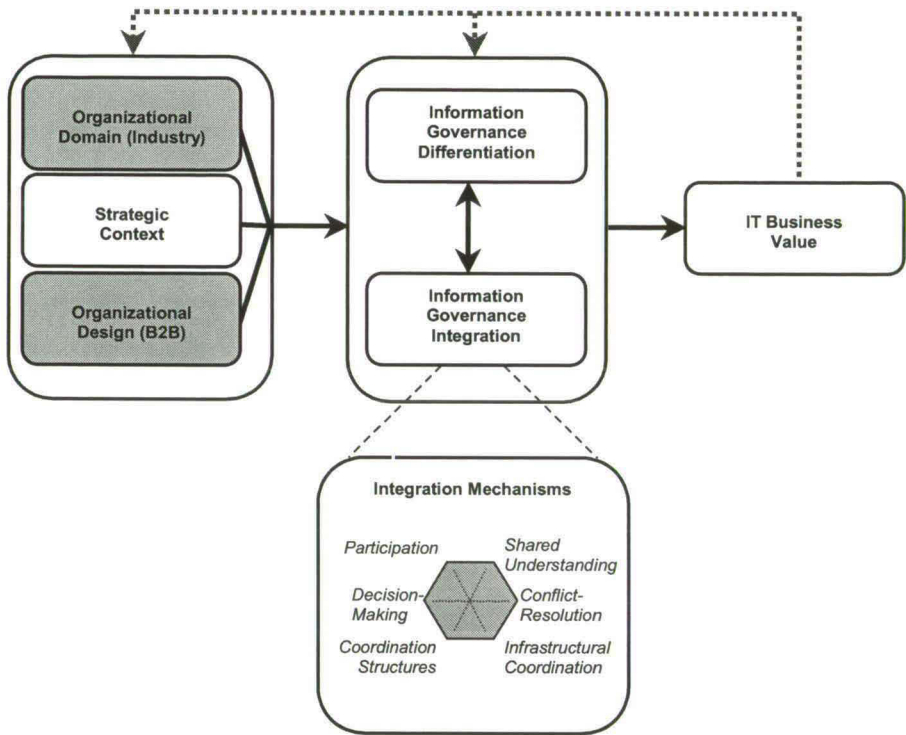 Organizational
Domain (Industry)
Strategic
Context
Organizational
Design (B2B)
Information
Governance
Differentiation
Information
Governance
Integration
IT Business
Value
Integration Mechanisms
Participation
Shared
Understanding
Decision-
Making
Conflict-
Resolution
Coordination
Structures
Infrastructural
Coordination